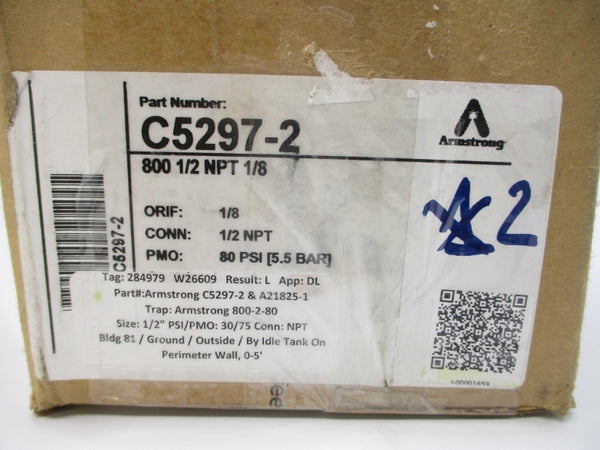 Part Number:
C5297-2
800 1/2 NPT 1/8
Armstrong
ORIF: 1/8
CONN: 1/2 NPT
PMO: 80 PSI [5.5 BAR]
C5297-2
2
Tag: 284979 W26609 Result: L App: DL
Part#:Armstrong C5297-2 & A21825-1
Trap: Armstrong 800-2-80
Size: 1/2" PSI/PMO: 30/75 Conn: NPT
Bldg 81 / Ground / Outside / By Idle Tank On
Perimeter Wall, 0-5'